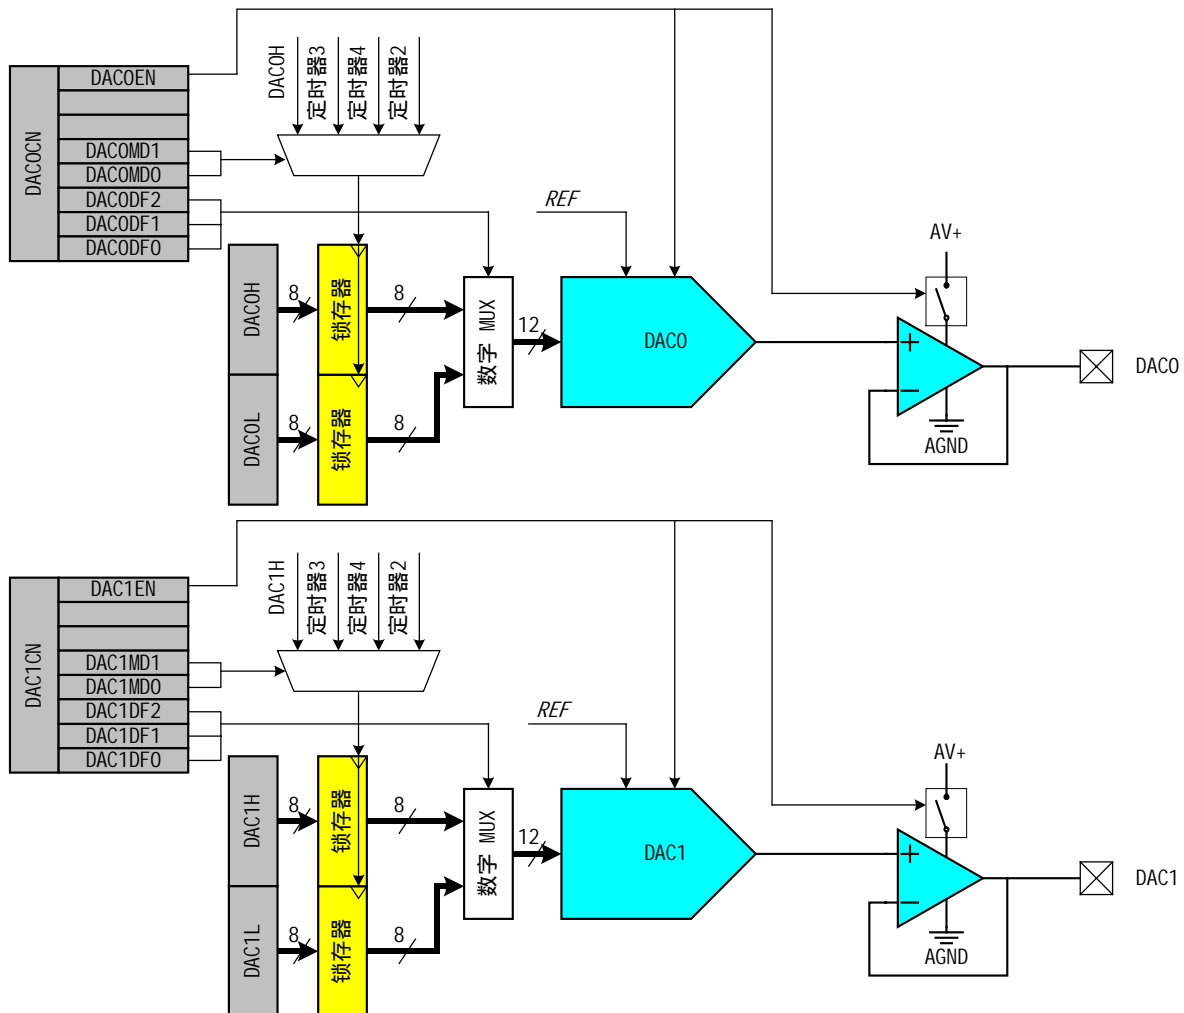 DAC0CN
DAC0EN
DAC0MD1
DAC0MD0
DAC0DF2
DAC0DF1
DAC0DF0
DAC0H
定时器3
定时器4
定时器2
DAC0H
8
锁存器
8
DAC0L
8
锁存器
8
数字 MUX
12
REF
DAC0
AV+
+
−
AGND
DAC0
DAC1CN
DAC1EN
DAC1MD1
DAC1MD0
DAC1DF2
DAC1DF1
DAC1DF0
DAC1H
定时器3
定时器4
定时器2
DAC1H
8
锁存器
8
DAC1L
8
锁存器
8
数字 MUX
12
REF
DAC1
AV+
+
−
AGND
DAC1